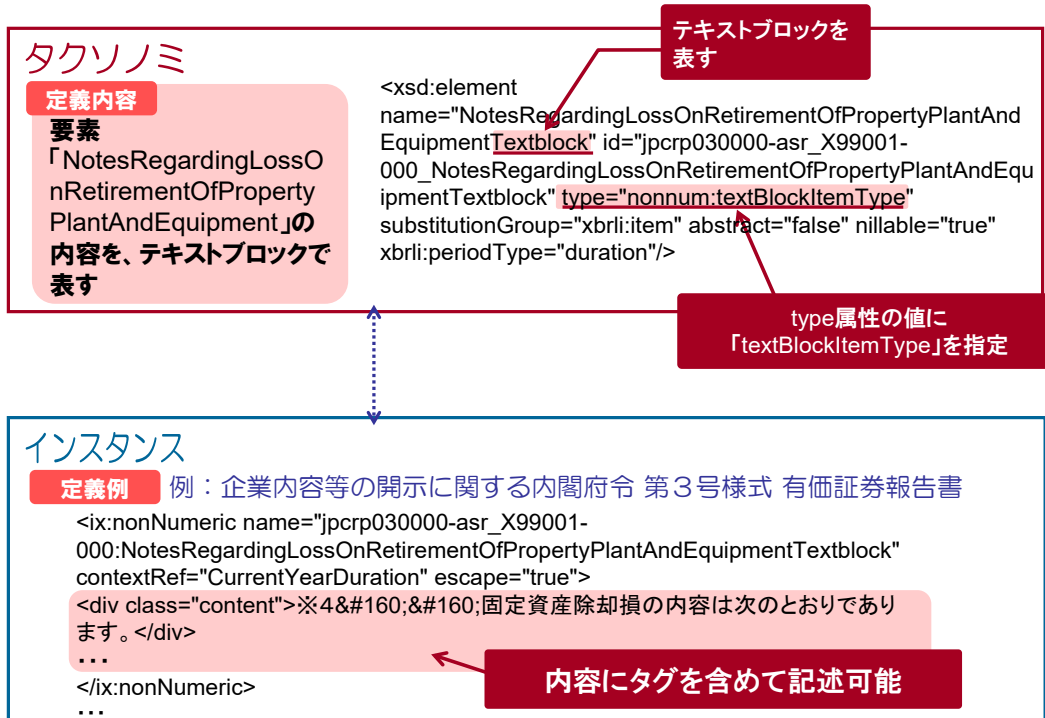 テキストブロックを
表す
タクソノミ
定義内容
要素
「NotesRegardingLossO
nRetirementOfProperty
PlantAndEquipment」の
内容を、テキストブロックで
表す
<xsd:element
name="NotesRegardingLossOnRetirementOfPropertyPlantAnd
EquipmentTextblock" id="jpcrp030000-asr_X99001-
000_NotesRegardingLossOnRetirementOfPropertyPlantAndEqu
ipmentTextblock" type="nonnum:textBlockItemType"
substitutionGroup="xbrli:item" abstract="false" nillable="true"
xbrli:periodType="duration"/>
type属性の値に
「textBlockItemType」を指定
インスタンス
定義例 例：企業内容等の開示に関する内閣府令 第３号様式 有価証券報告書
<ix:nonNumeric name="jpcrp030000-asr_X99001-
000:NotesRegardingLossOnRetirementOfPropertyPlantAndEquipmentTextblock"
contextRef="CurrentYearDuration" escape="true">
<div class="content">※４&#160;&#160;固定資産除却損の内容は次のとおりであり
ます。</div>
・・・
内容にタグを含めて記述可能
</ix:nonNumeric>
・・・